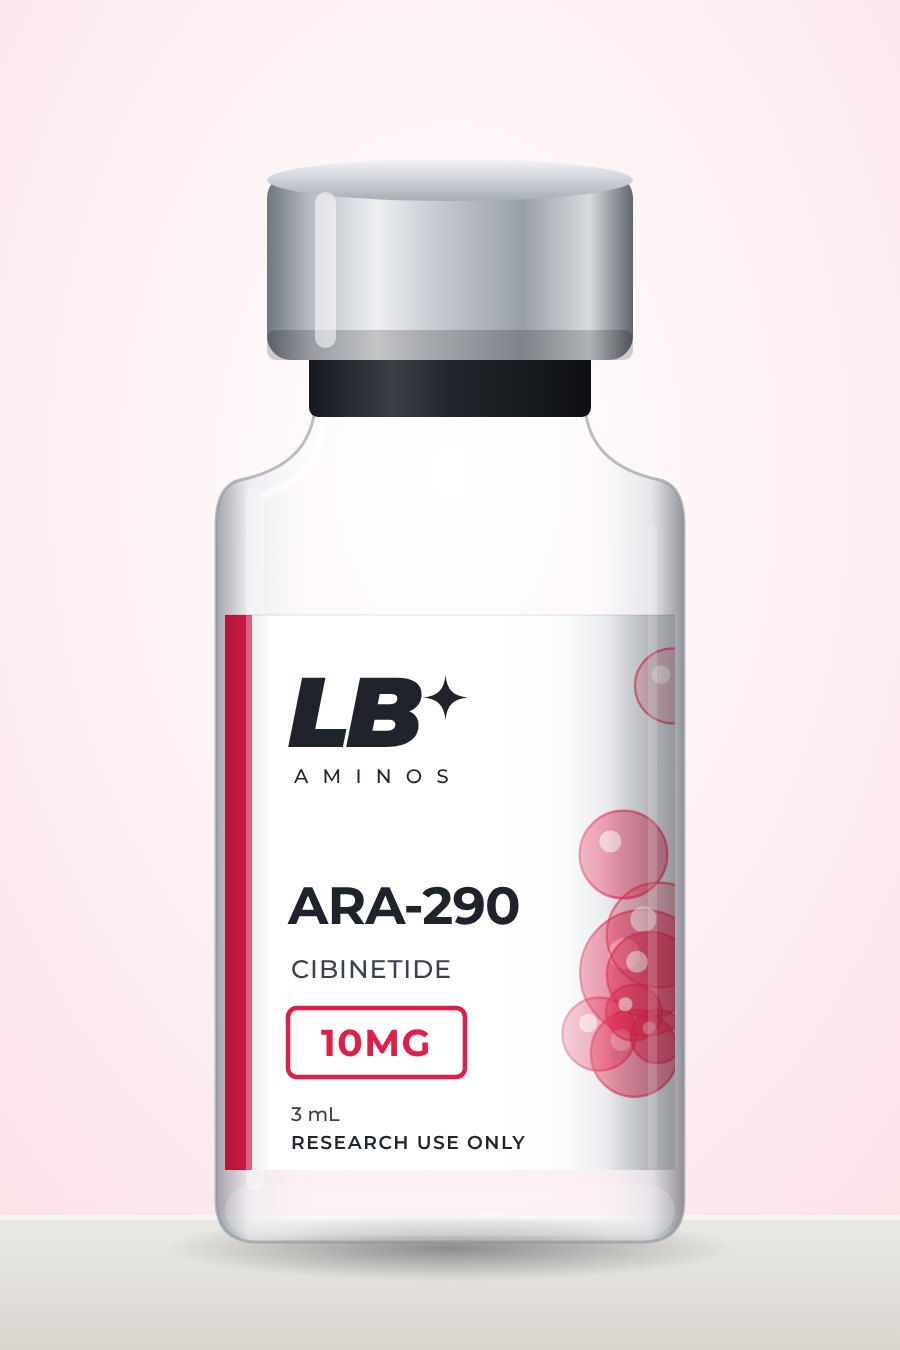 LB
AMINOS
ARA-290
CIBINETIDE
10MG
3 mL
RESEARCH USE ONLY